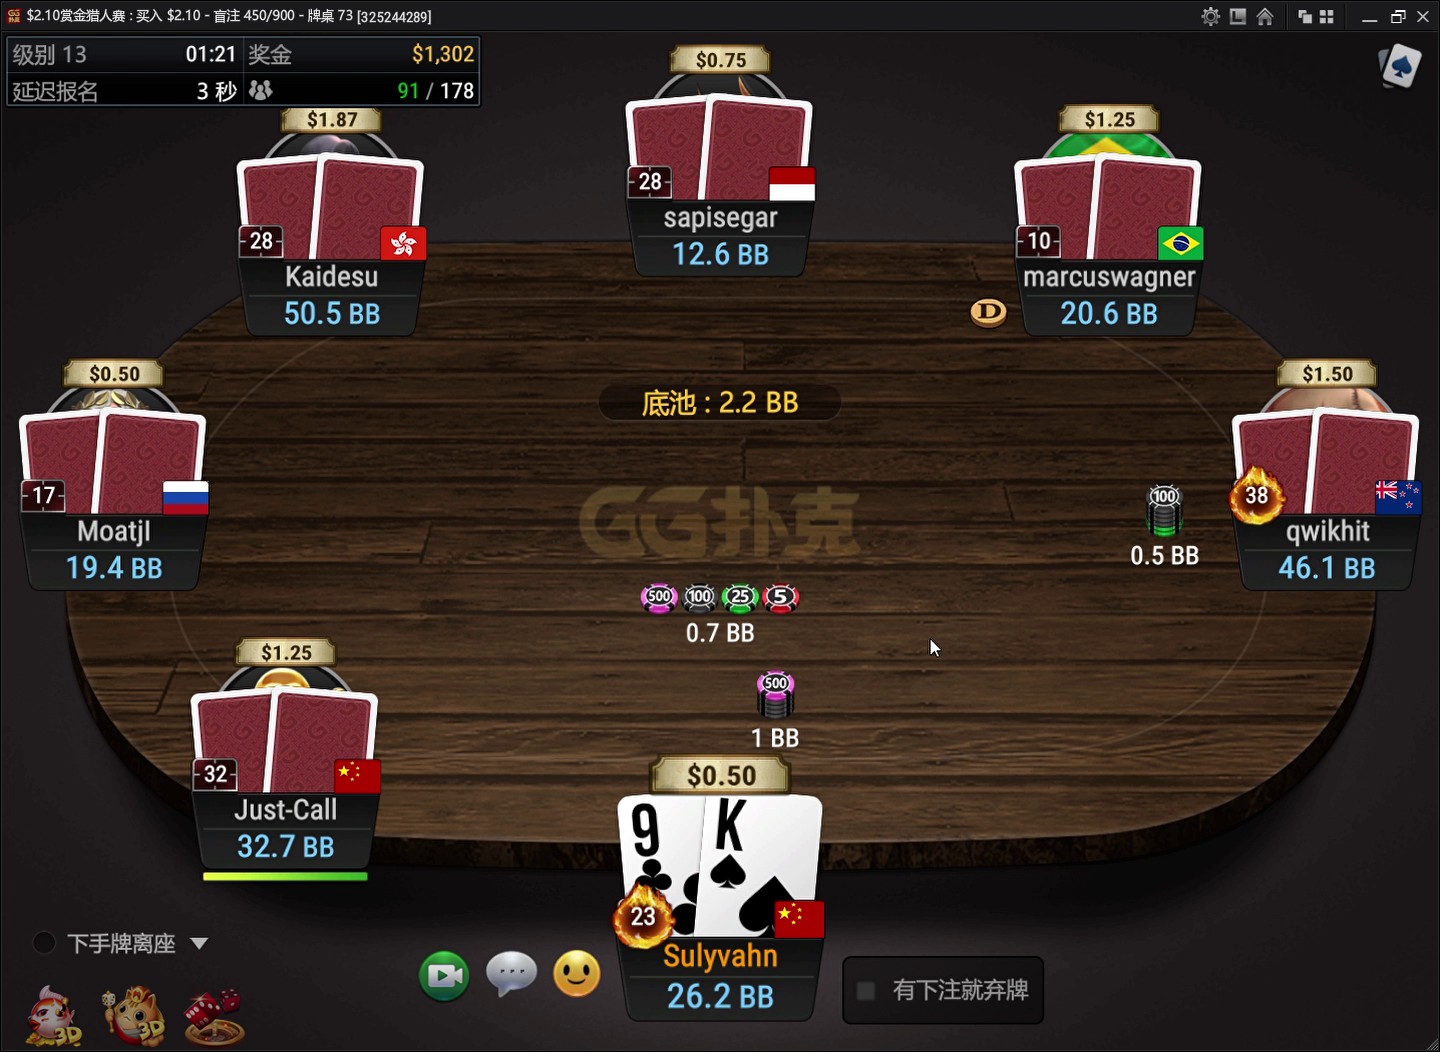 $2.10赏金猎人赛 : 买入 $2.10 - 盲注 450/900 - 牌桌 73 [325244289]
级别 13 01:21 奖金 $1,302
延迟报名 3 秒 91 / 178
$0.75
28
sapisegar
12.6 BB
$1.87
28
Kaidesu
50.5 BB
$1.25
10
marcuswagner
20.6 BB
D
$0.50
17
Moatjl
19.4 BB
底池 : 2.2 BB
$1.50
38
qwikhit
46.1 BB
100
0.5 BB
GG扑克
500 100 25 5
0.7 BB
500
1 BB
$1.25
32
Just-Call
32.7 BB
$0.50
9 K
23
Sulyvahn
26.2 BB
下手牌离座
有下注就弃牌
3D
3D